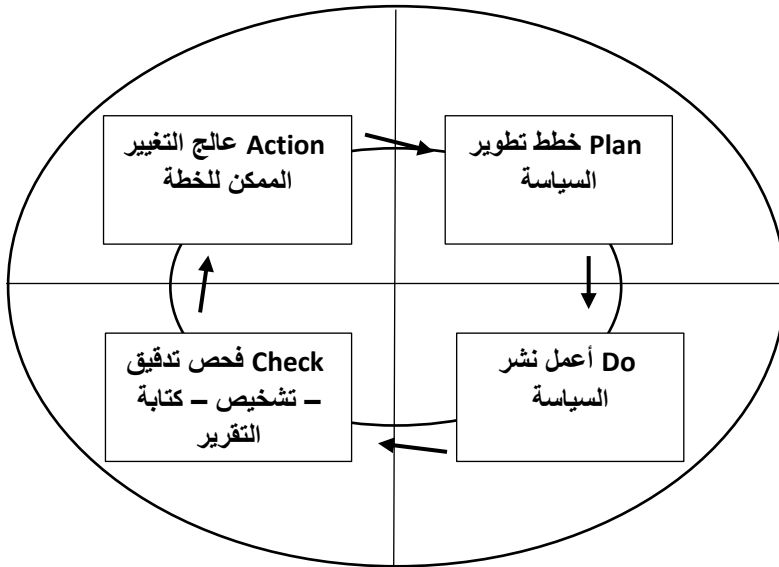 Plan خطط تطوير
السياسة
Do أعمل نشر
السياسة
Check فحص تدقيق
– تشخيص – كتابة
التقرير
Action عالج التغيير
الممكن للخطة